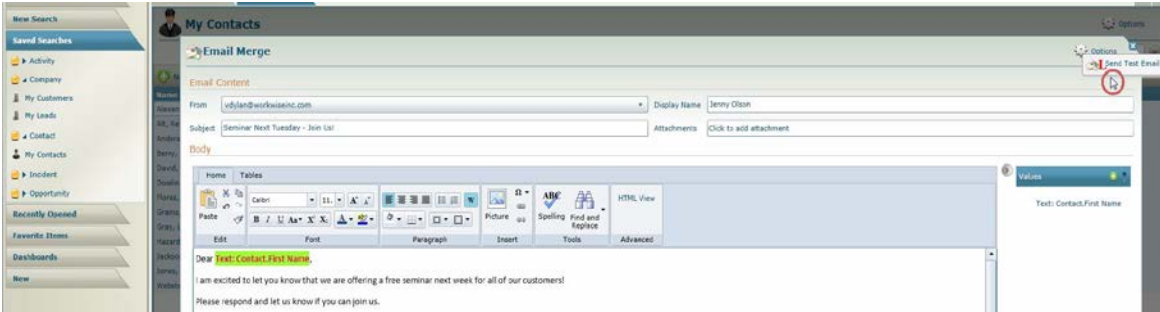 New Search
Saved Searches
Activity
Company
My Customers
My Leads
Contact
My Contacts
Incident
Opportunity
Recently Opened
Favorite Items
Dashboards
New
My Contacts
Options
Email Merge
Options
Send Test Email
Email Content
From vdylan@workwiseinc.com Display Name Jenny Olson
Subject Seminar Next Tuesday - Join Us! Attachments Click to add attachment
Body
Home Tables
Paste
Calibri 11
B I U
ABC
Picture Spelling Find and Replace
HTML View
Edit Font Paragraph Insert Tools Advanced
Values
Text: Contact.First Name
Dear Text: Contact.First Name,
I am excited to let you know that we are offering a free seminar next week for all of our customers!
Please respond and let us know if you can join us.